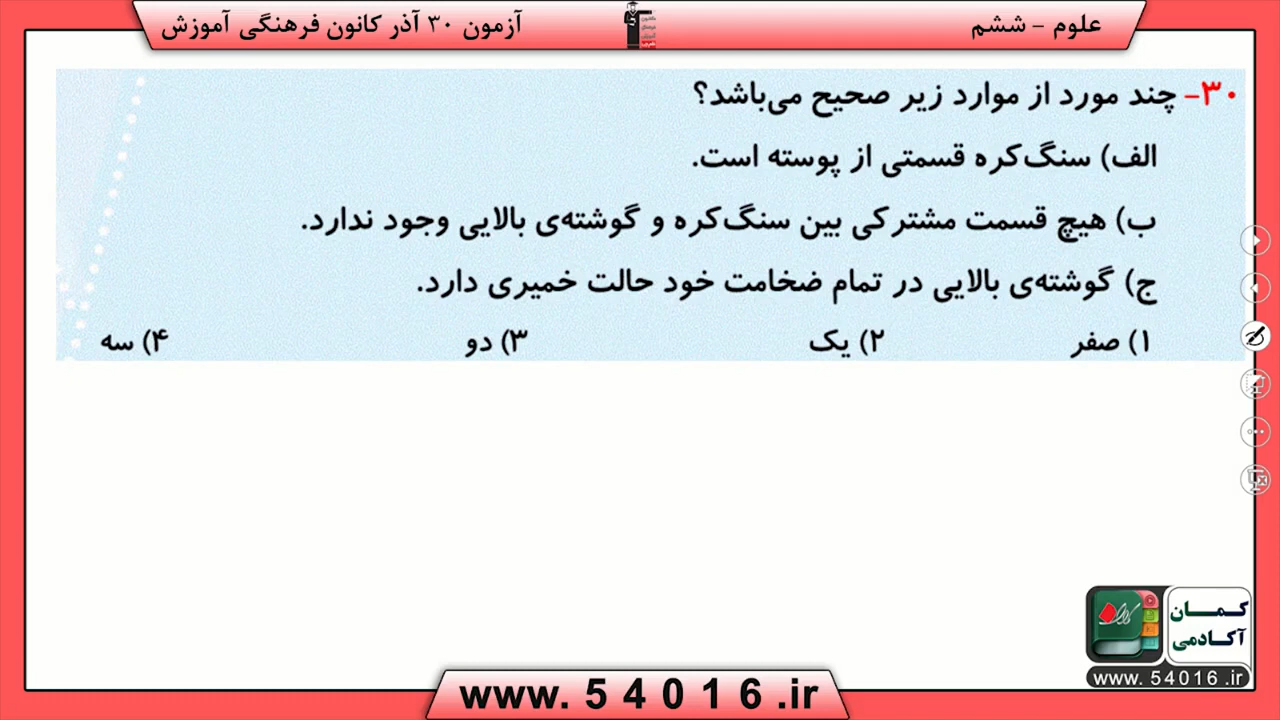 علوم - ششم
آزمون ۳۰ آذر کانون فرهنگی آموزش
۳۰- چند مورد از موارد زیر صحیح می‌باشد؟
الف) سنگ‌کره قسمتی از پوسته است.
ب) هیچ قسمت مشترکی بین سنگ‌کره و گوشته‌ی بالایی وجود ندارد.
ج) گوشته‌ی بالایی در تمام ضخامت خود حالت خمیری دارد.
۱) صفر ۲) یک ۳) دو ۴) سه
کمان
آکادمی
www. 54016 .ir
www. 5 4 0 1 6 .ir